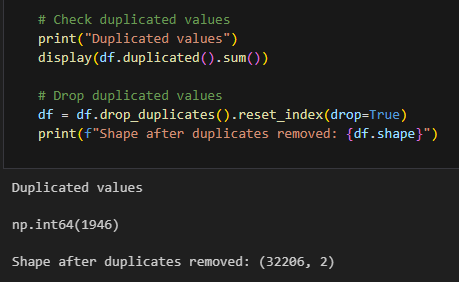 # Check duplicated values
print("Duplicated values")
display(df.duplicated().sum())
# Drop duplicated values
df = df.drop_duplicates().reset_index(drop=True)
print(f"Shape after duplicates removed: {df.shape}")
Duplicated values
np.int64(1946)
Shape after duplicates removed: (32206, 2)